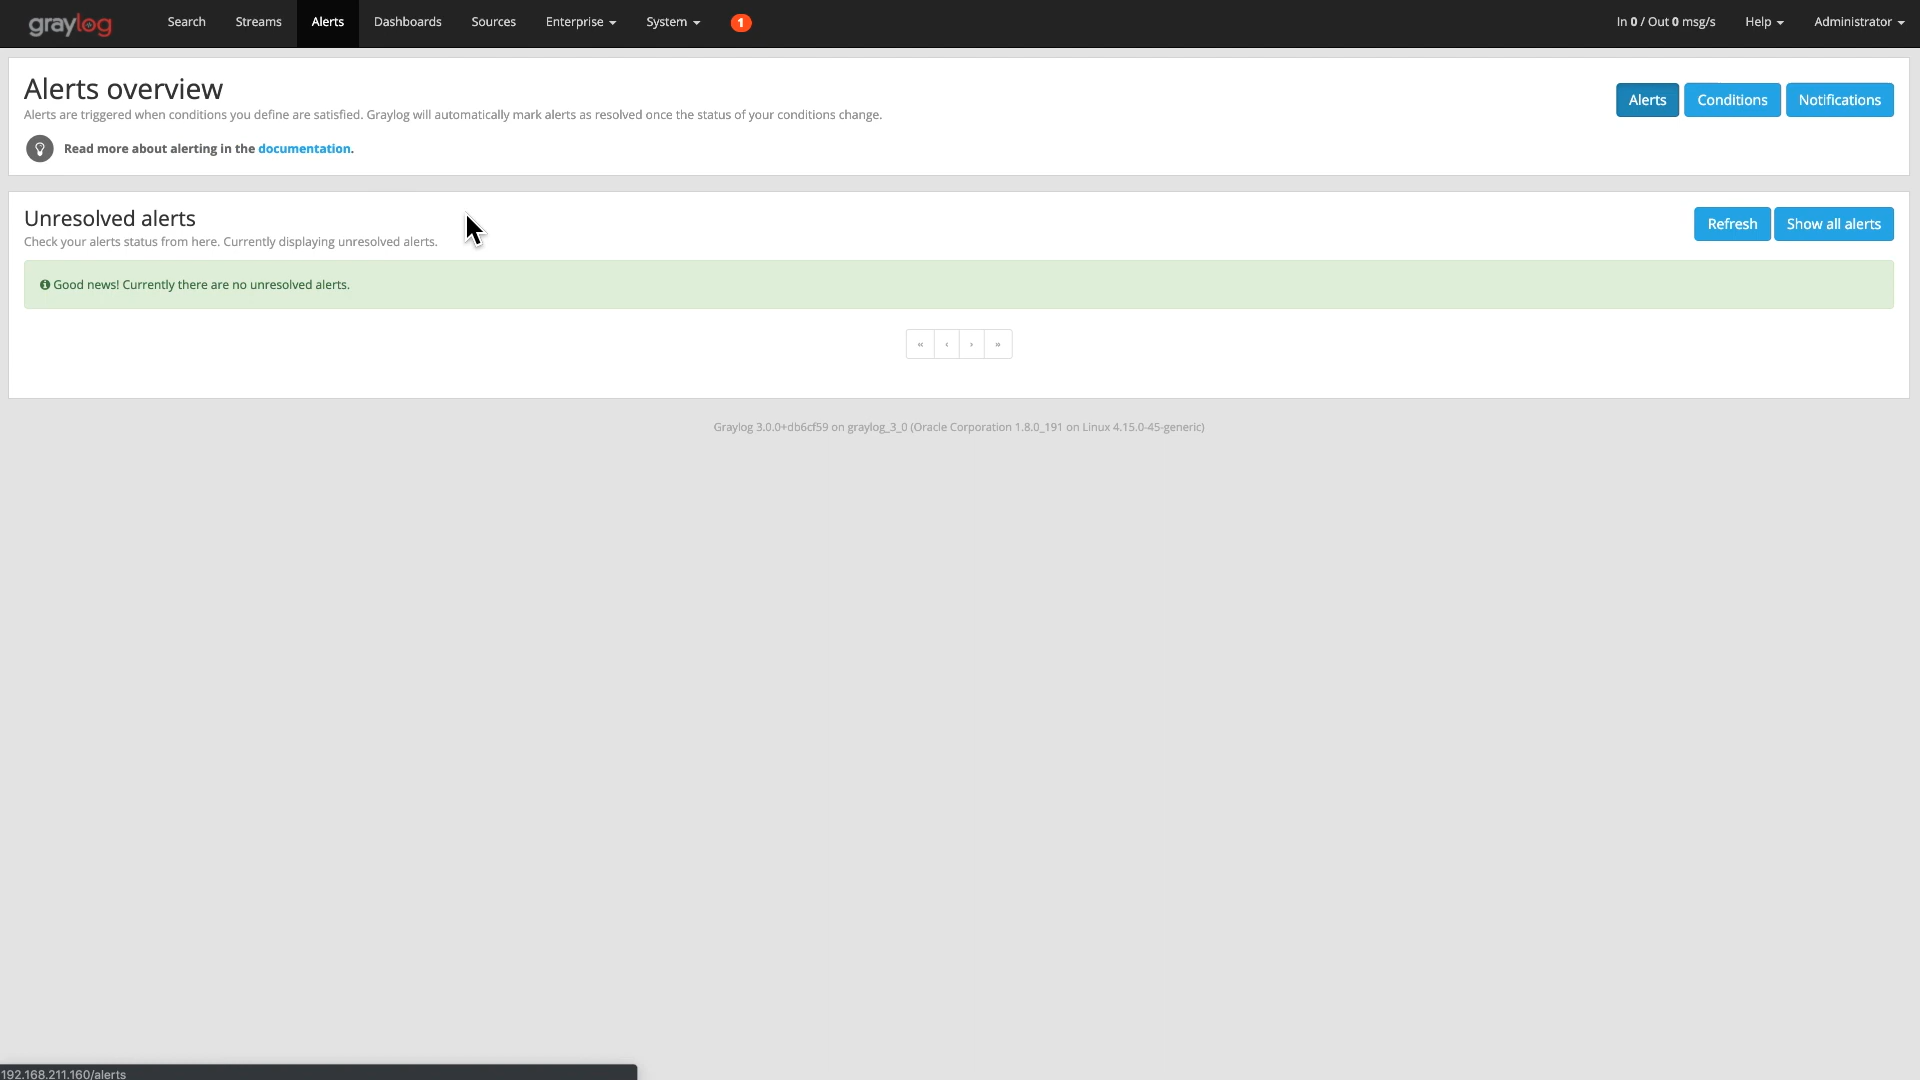 graylog Search Streams Alerts Dashboards Sources Enterprise System 1 In 0 / Out 0 msg/s Help Administrator
Alerts overview
Alerts are triggered when conditions you define are satisfied. Graylog will automatically mark alerts as resolved once the status of your conditions change.
Alerts Conditions Notifications
Read more about alerting in the documentation.
Unresolved alerts
Check your alerts status from here. Currently displaying unresolved alerts.
Refresh Show all alerts
Good news! Currently there are no unresolved alerts.
« ‹ › »
Graylog 3.0.0+db6cf59 on graylog_3_0 (Oracle Corporation 1.8.0_191 on Linux 4.15.0-45-generic)
192.168.211.160/alerts